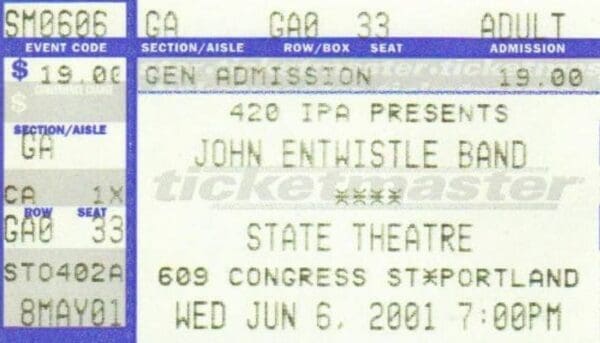 SM0606 GA GA0 33 ADULT
EVENT CODE SECTION/AISLE ROW/BOX SEAT ADMISSION
$ 19.00 GEN ADMISSION 19.00
$
420 IPA PRESENTS
SECTION/AISLE
GA JOHN ENTWISTLE BAND
ticketmaster
CA 1X ****
ROW SEAT
GA0 33 STATE THEATRE
STO402A 609 CONGRESS ST*PORTLAND
8MAY01 WED JUN 6, 2001 7:00PM